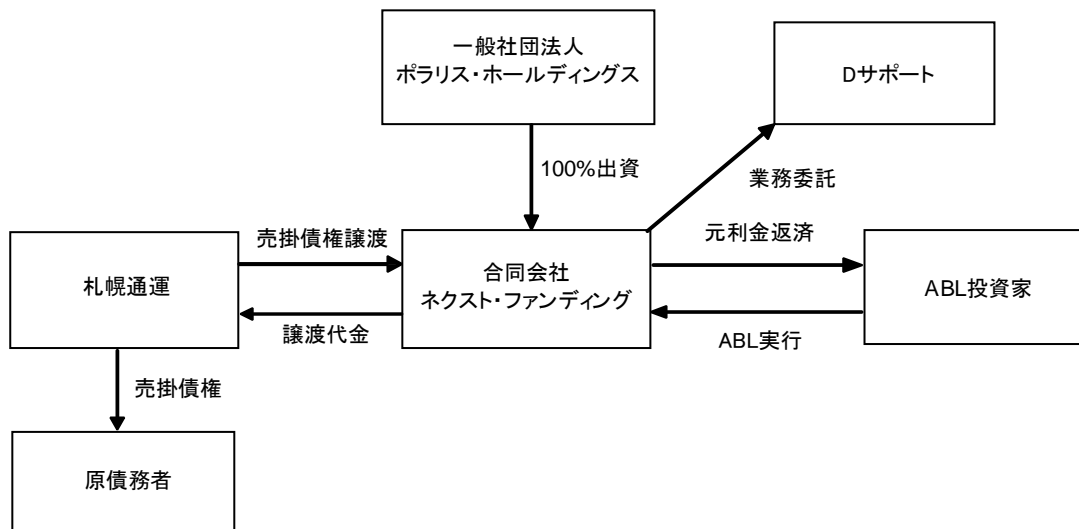 一般社団法人
ポラリス・ホールディングス
Dサポート
100%出資
業務委託
売掛債権譲渡
元利金返済
札幌通運
合同会社
ネクスト・ファンディング
ABL投資家
譲渡代金
ABL実行
売掛債権
原債務者